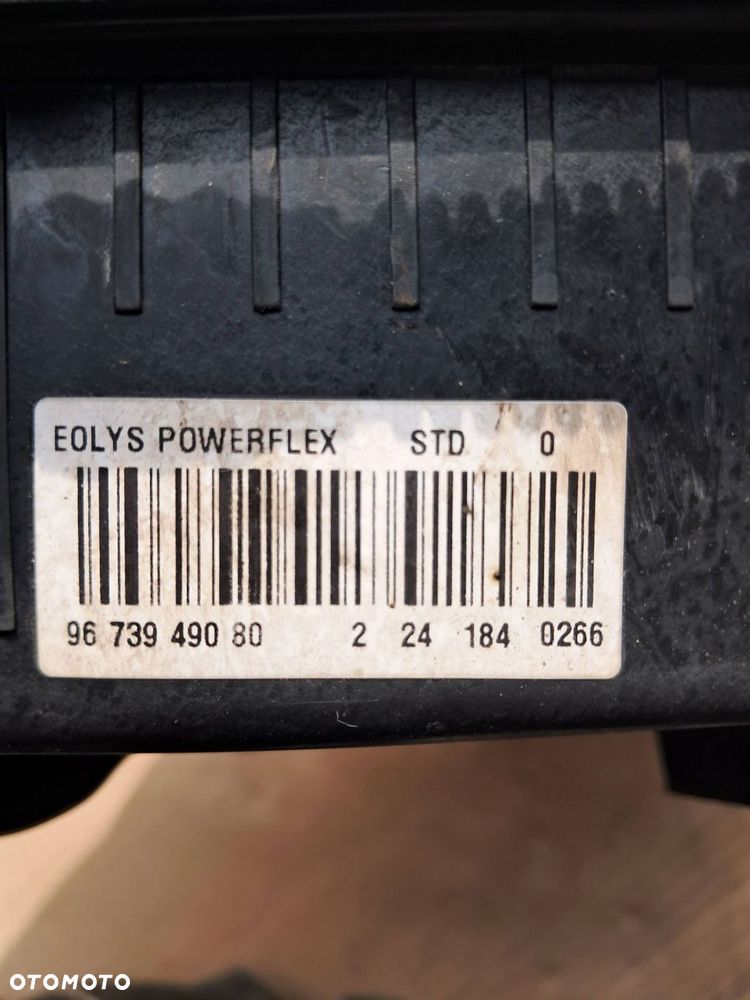 EOLYS POWERFLEX STD 0
96 739 490 80 2 24 184 0266
OTOMOTO